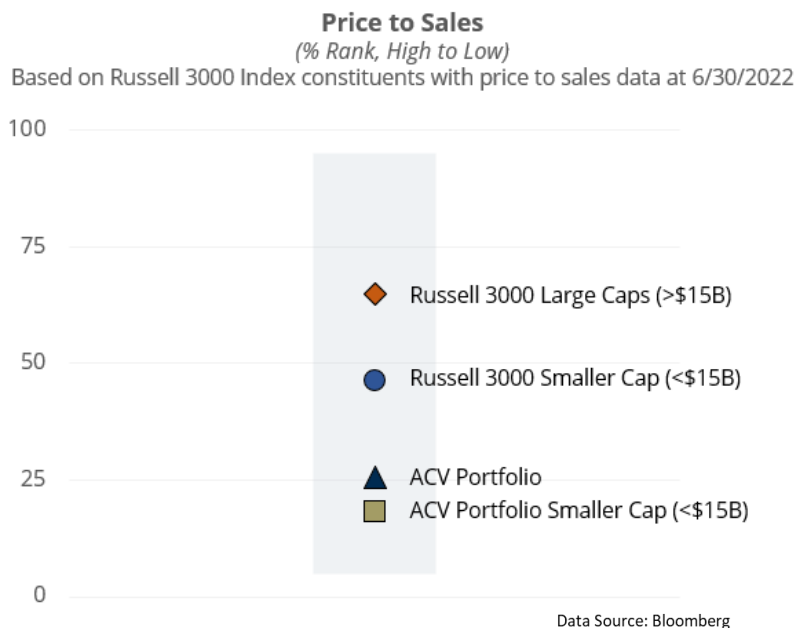 Price to Sales
(% Rank, High to Low)
Based on Russell 3000 Index constituents with price to sales data at 6/30/2022
100
75
Russell 3000 Large Caps (>$15B)
50
Russell 3000 Smaller Cap (<$15B)
25
ACV Portfolio
ACV Portfolio Smaller Cap (<$15B)
0
Data Source: Bloomberg